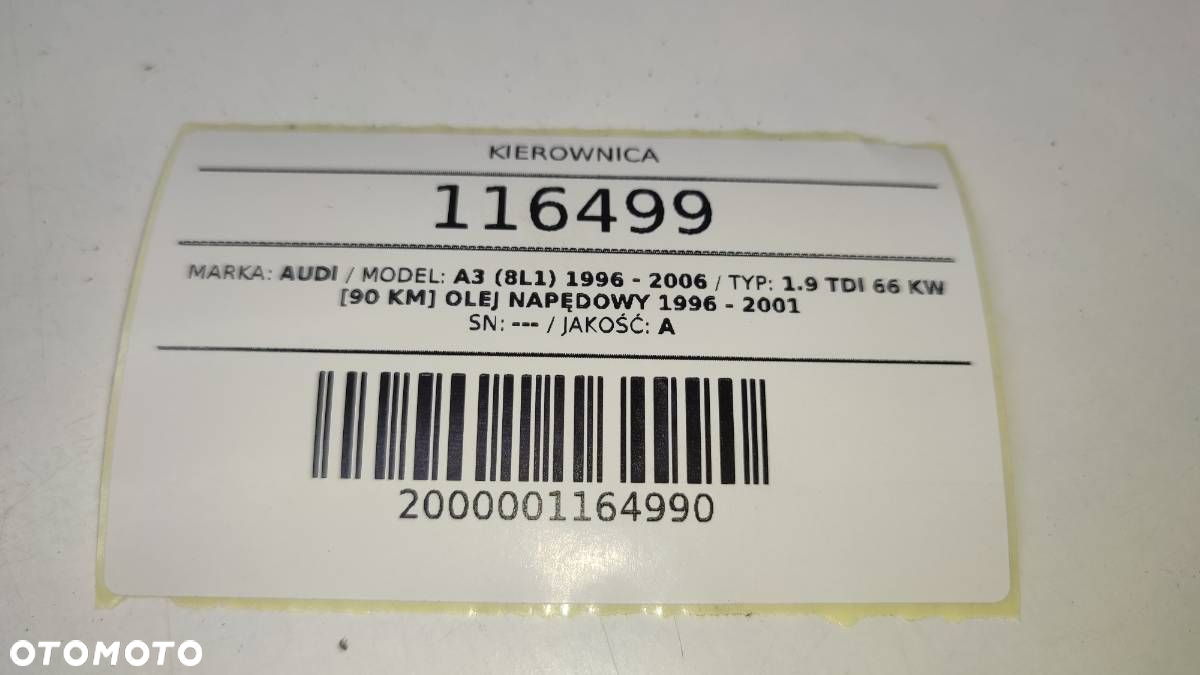 KIEROWNICA
116499
MARKA: AUDI / MODEL: A3 (8L1) 1996 - 2006 / TYP: 1.9 TDI 66 KW
[90 KM] OLEJ NAPĘDOWY 1996 - 2001
SN: --- / JAKOŚĆ: A
2000001164990
OTOMOTO